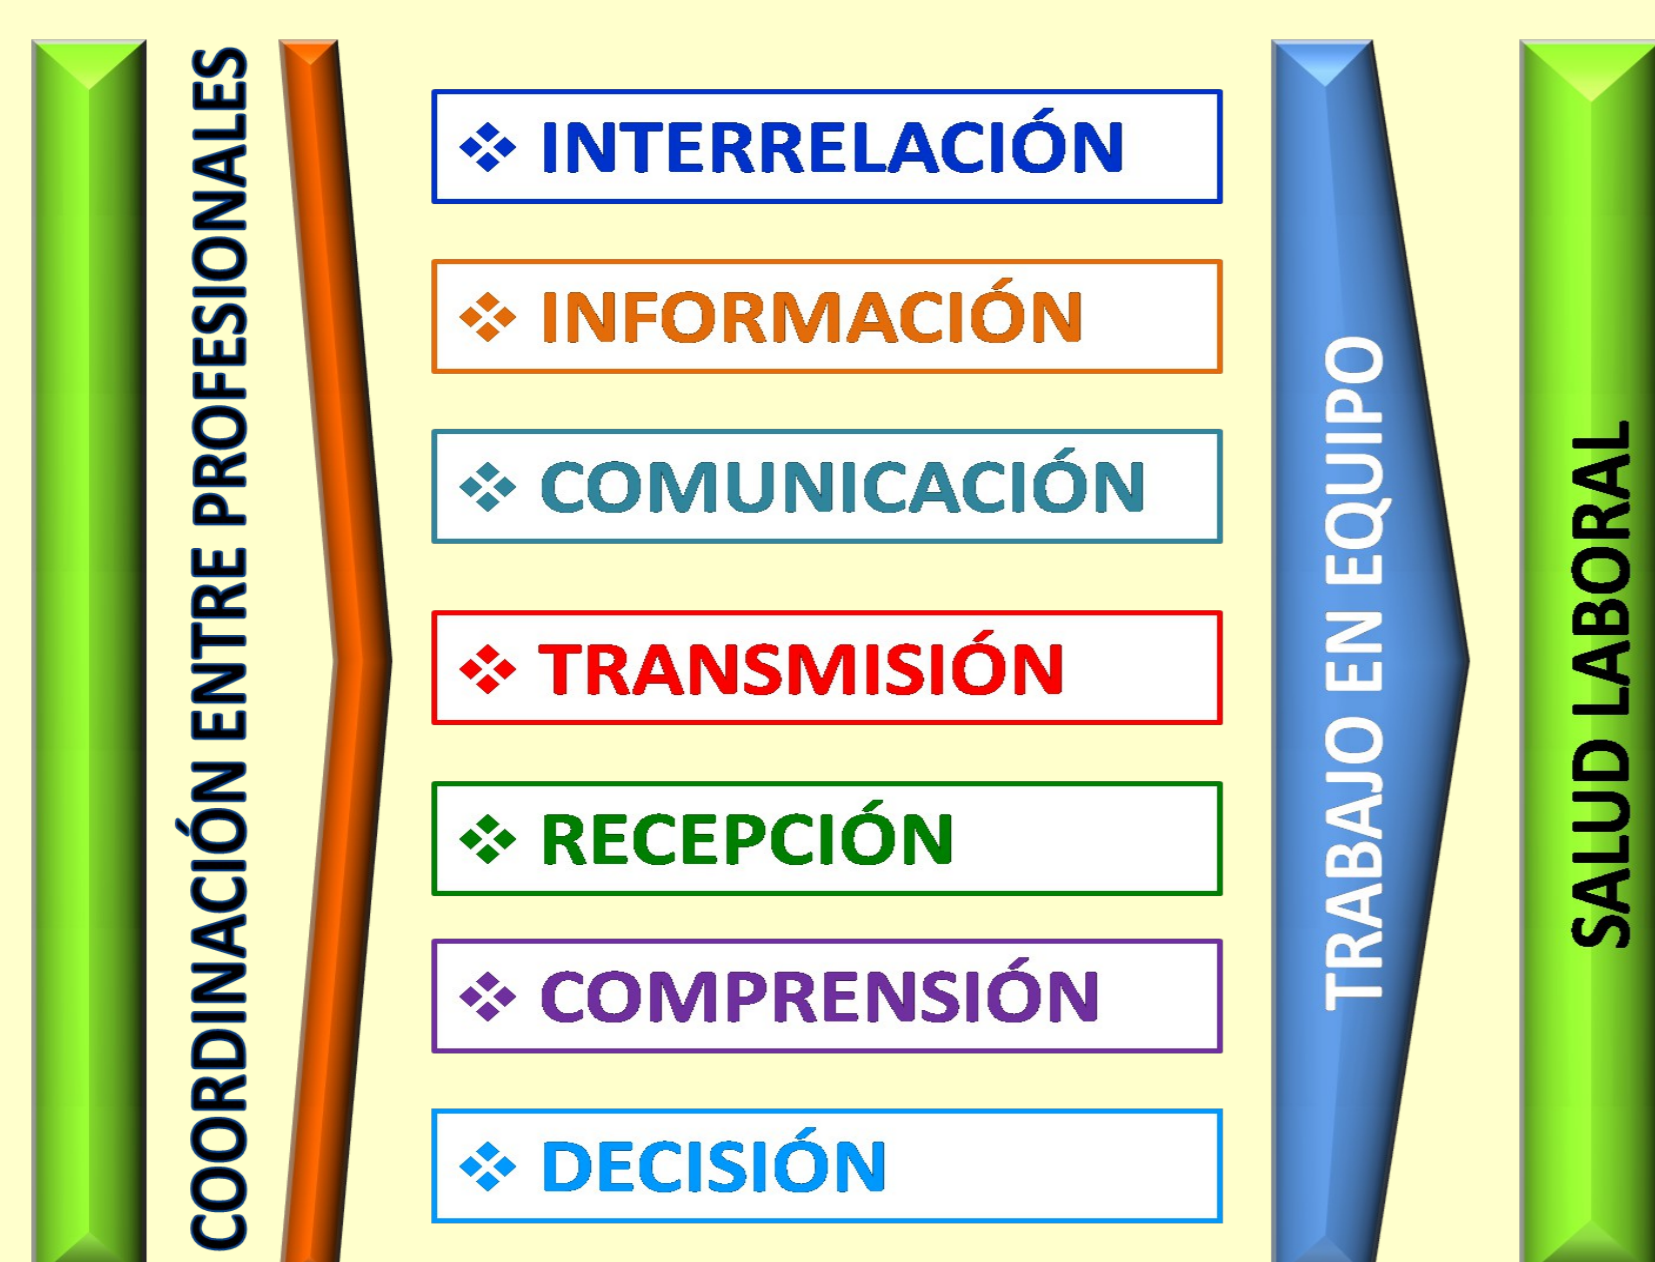 COORDINACIÓN ENTRE PROFESIONALES
❖ INTERRELACIÓN
❖ INFORMACIÓN
❖ COMUNICACIÓN
❖ TRANSMISIÓN
❖ RECEPCIÓN
❖ COMPRENSIÓN
❖ DECISIÓN
TRABAJO EN EQUIPO
SALUD LABORAL